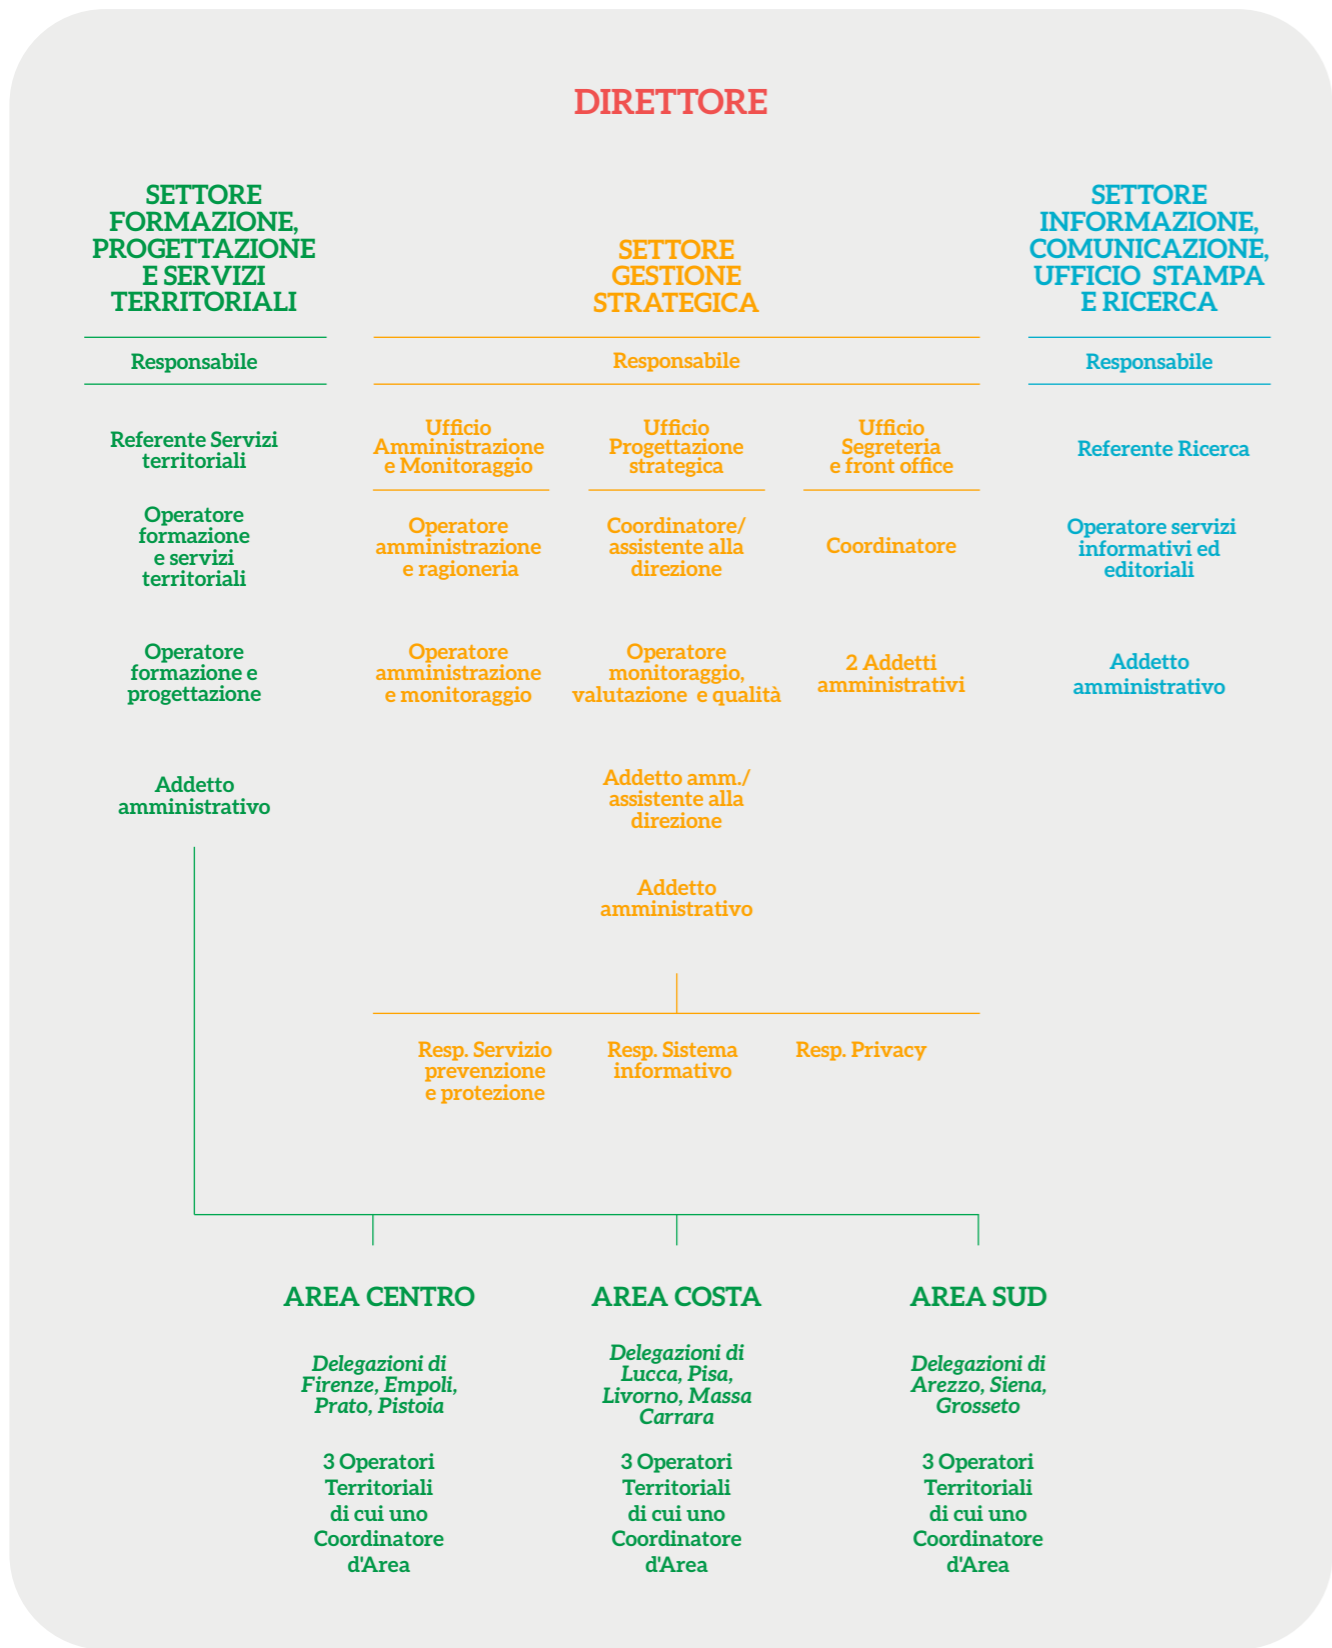 DIRETTORE
SETTORE
FORMAZIONE,
PROGETTAZIONE
E SERVIZI
TERRITORIALI
Responsabile
Referente Servizi
territoriali
Operatore
formazione
e servizi
territoriali
Operatore
formazione e
progettazione
Addetto
amministrativo
SETTORE
GESTIONE
STRATEGICA
Responsabile
Ufficio
Amministrazione
e Monitoraggio
Operatore
amministrazione
e ragioneria
Operatore
amministrazione
e monitoraggio
Ufficio
Progettazione
strategica
Coordinatore/
assistente alla
direzione
Operatore
monitoraggio,
valutazione e qualità
Addetto amm./
assistente alla
direzione
Addetto
amministrativo
Ufficio
Segreteria
e front office
Coordinatore
2 Addetti
amministrativi
Resp. Servizio
prevenzione
e protezione
Resp. Sistema
informativo
Resp. Privacy
SETTORE
INFORMAZIONE,
COMUNICAZIONE,
UFFICIO STAMPA
E RICERCA
Responsabile
Referente Ricerca
Operatore servizi
informativi ed
editoriali
Addetto
amministrativo
AREA CENTRO
Delegazioni di
Firenze, Empoli,
Prato, Pistoia
3 Operatori
Territoriali
di cui uno
Coordinatore
d'Area
AREA COSTA
Delegazioni di
Lucca, Pisa,
Livorno, Massa
Carrara
3 Operatori
Territoriali
di cui uno
Coordinatore
d'Area
AREA SUD
Delegazioni di
Arezzo, Siena,
Grosseto
3 Operatori
Territoriali
di cui uno
Coordinatore
d'Area